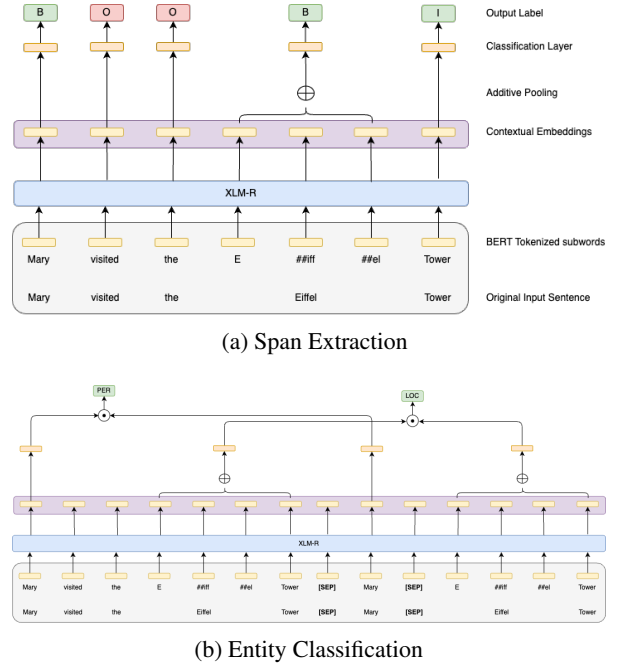 B O O B I Output Label
Classification Layer
Additive Pooling
Contextual Embeddings
XLM-R
BERT Tokenized subwords
Mary visited the E ##iff ##el Tower
Mary visited the Eiffel Tower Original Input Sentence
(a) Span Extraction
PER LOC
XLM-R
Mary visited the E ##iff ##el Tower [SEP] Mary [SEP] E ##iff ##el Tower
Mary visited the Eiffel Tower [SEP] Mary [SEP] Eiffel Tower
(b) Entity Classification